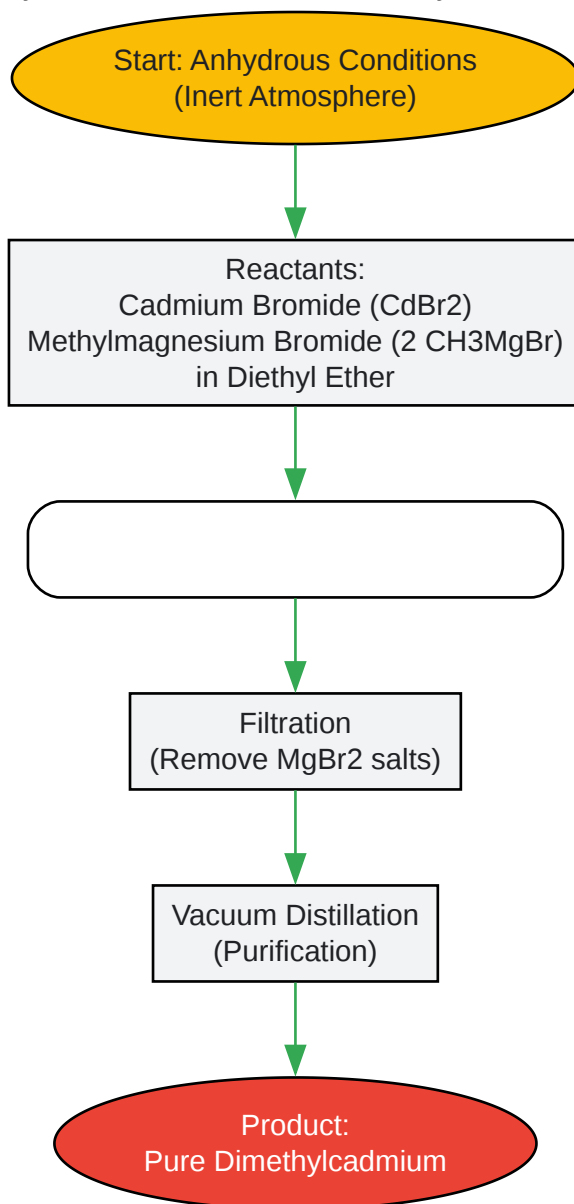 Start: Anhydrous Conditions
(Inert Atmosphere)
Reactants:
Cadmium Bromide (CdBr2)
Methylmagnesium Bromide (2 CH3MgBr)
in Diethyl Ether
Filtration
(Remove MgBr2 salts)
Vacuum Distillation
(Purification)
Product:
Pure Dimethylcadmium